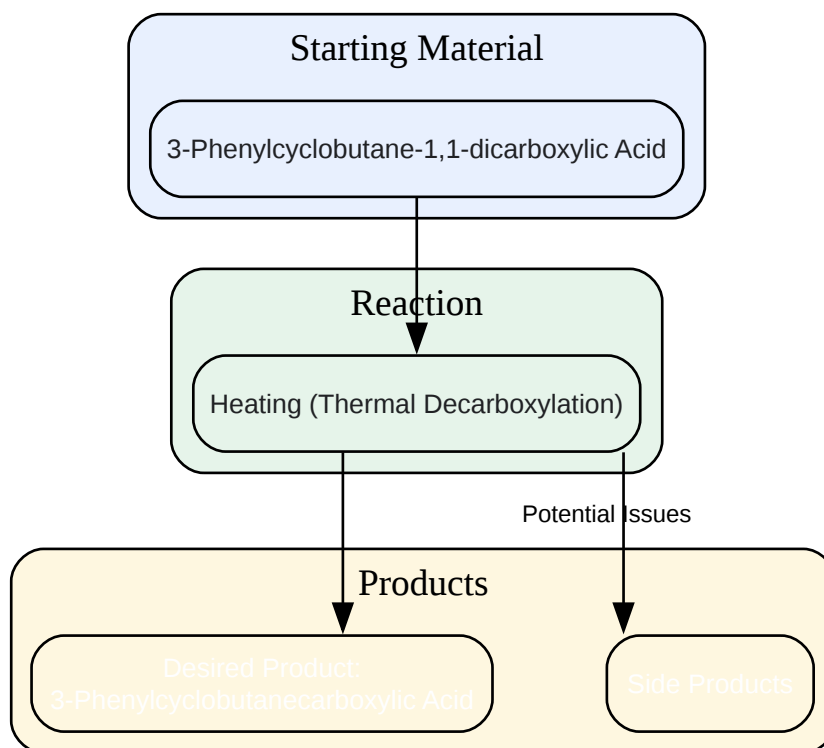 Starting Material
3-Phenylcyclobutane-1,1-dicarboxylic Acid
Reaction
Heating (Thermal Decarboxylation)
Potential Issues
Products
Desired Product:
3-Phenylcyclobutanecarboxylic Acid
Side Products